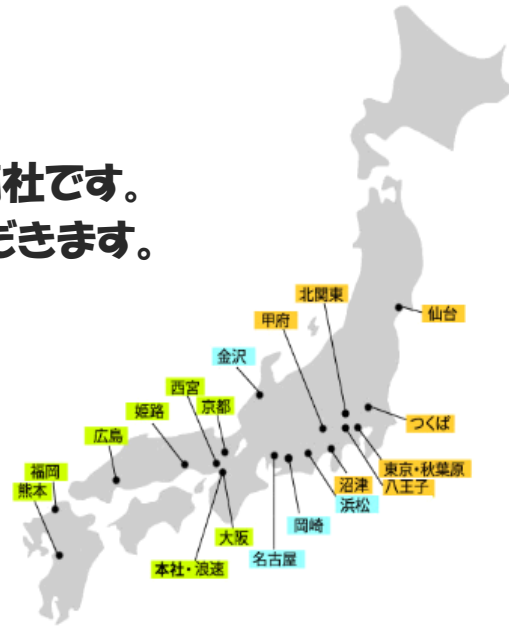 社です。
だきます。
北関東
仙台
甲府
金沢
西宮
京都
姫路
つくば
広島
東京・秋葉原
福岡
沼津
八王子
熊本
浜松
岡崎
大阪
名古屋
本社・浪速